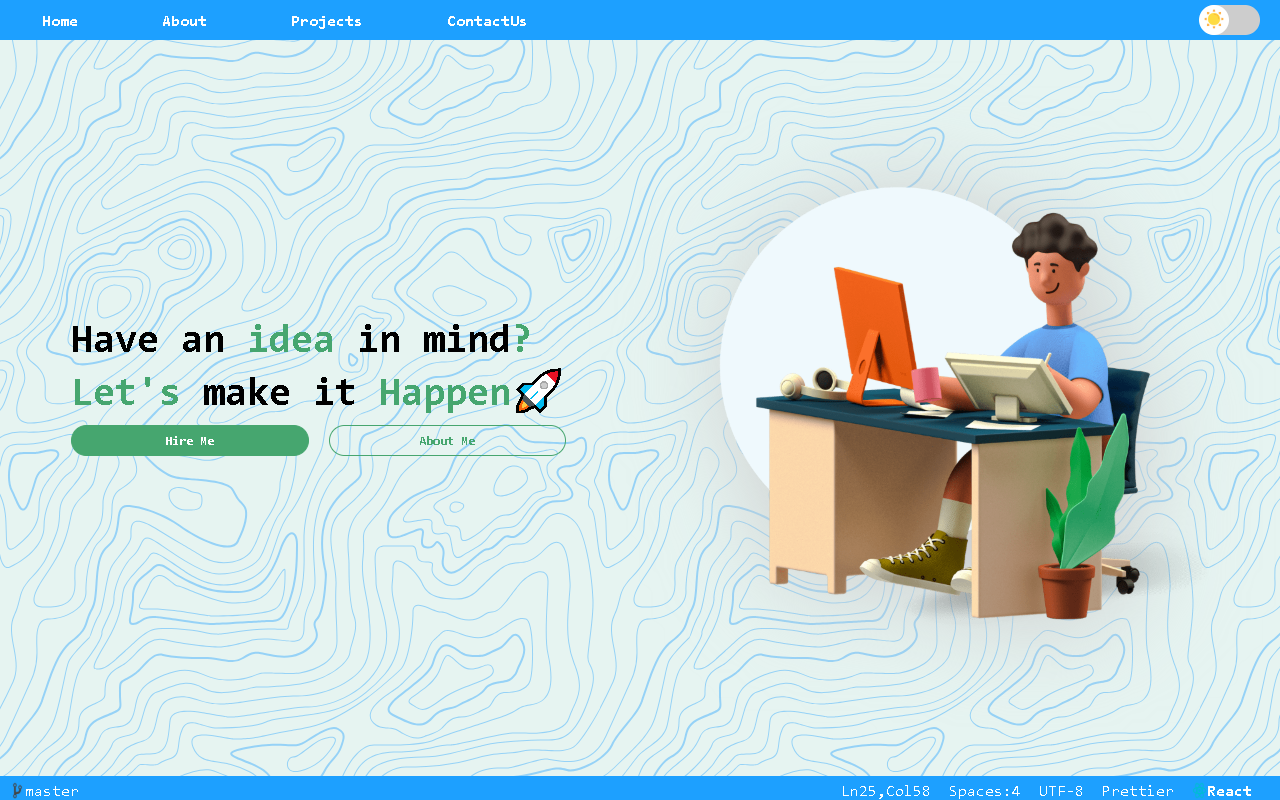 Home About Projects ContactUs
Have an idea in mind?
Let's make it Happen🚀
Hire Me About Me
master Ln25,Col58 Spaces:4 UTF-8 Prettier React